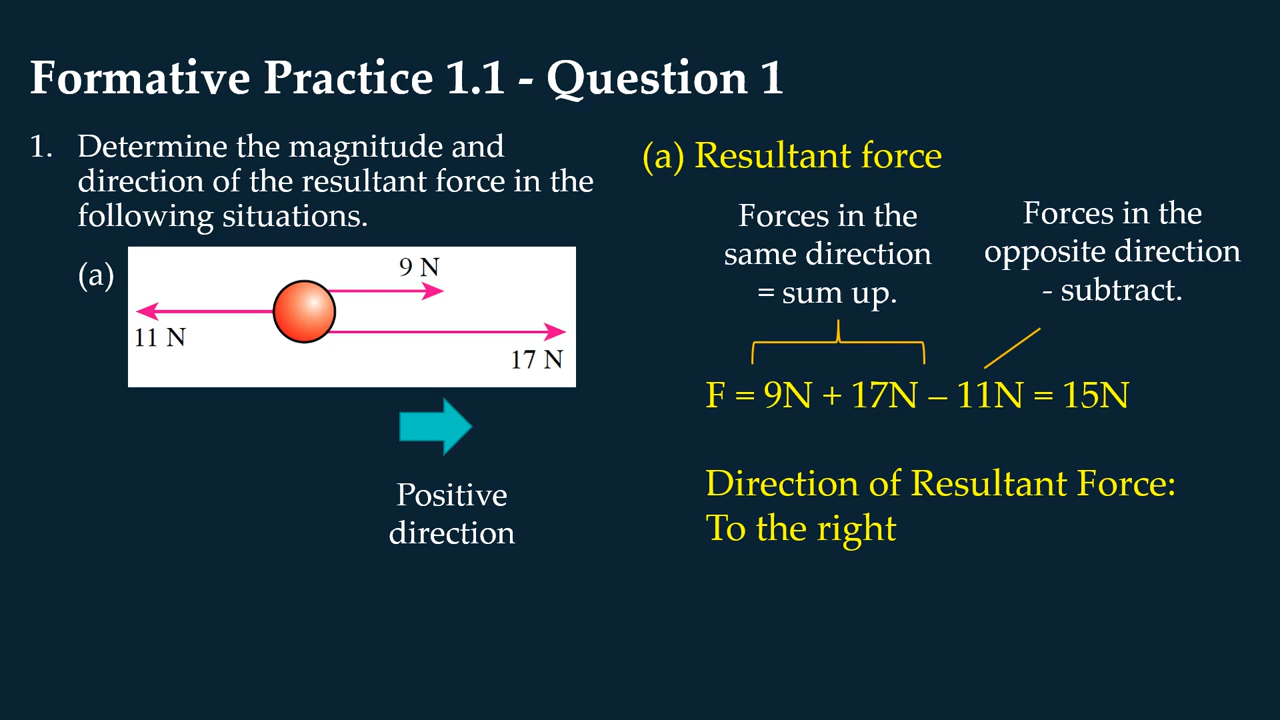 Formative Practice 1.1 - Question 1
1. Determine the magnitude and
direction of the resultant force in the
following situations.
(a)
9 N
11 N
17 N
Positive
direction
(a) Resultant force
Forces in the
same direction
= sum up.
Forces in the
opposite direction
- subtract.
F = 9N + 17N – 11N = 15N
Direction of Resultant Force:
To the right